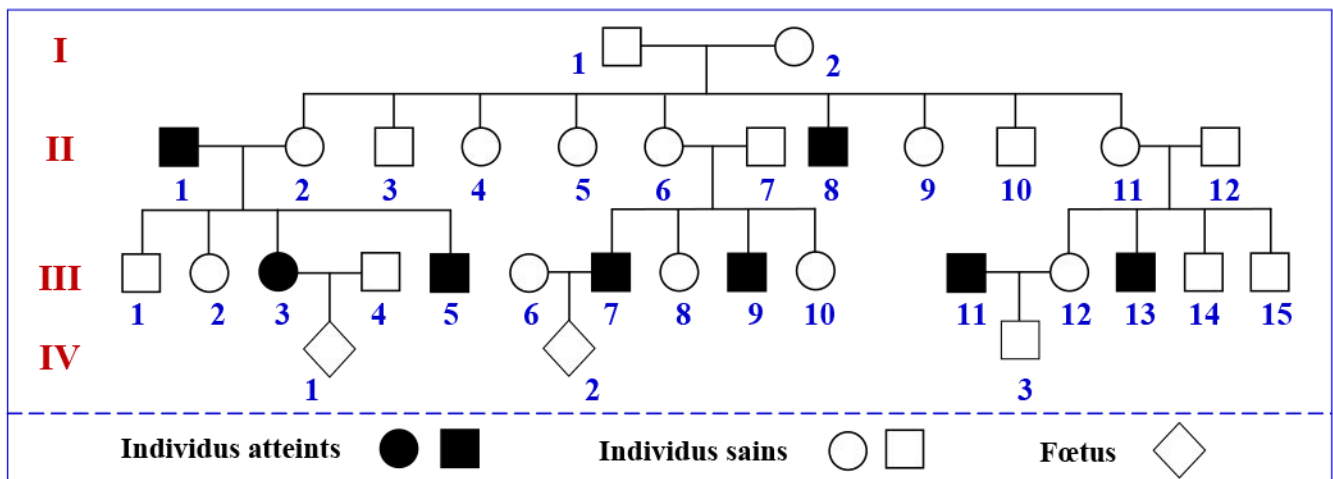 I
1 2
II
1 2 3 4 5 6 7 8 9 10 11 12
III
1 2 3 4 5 6 7 8 9 10 11 12 13 14 15
IV
1 2 3
Individus atteints Individus sains Fœtus